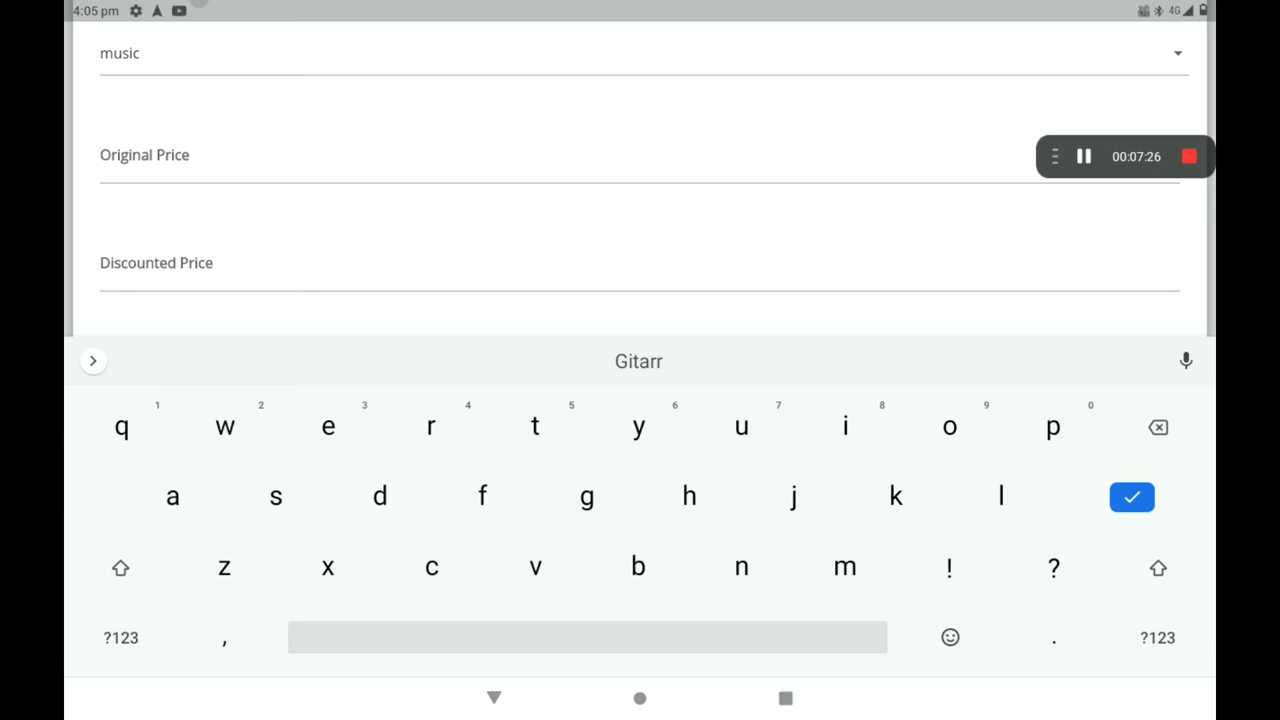 4:05 pm
4G
music
Original Price
00:07:26
Discounted Price
Gitarr
1 2 3 4 5 6 7 8 9 0
q w e r t y u i o p
a s d f g h j k l
z x c v b n m ! ?
?123 , . ?123